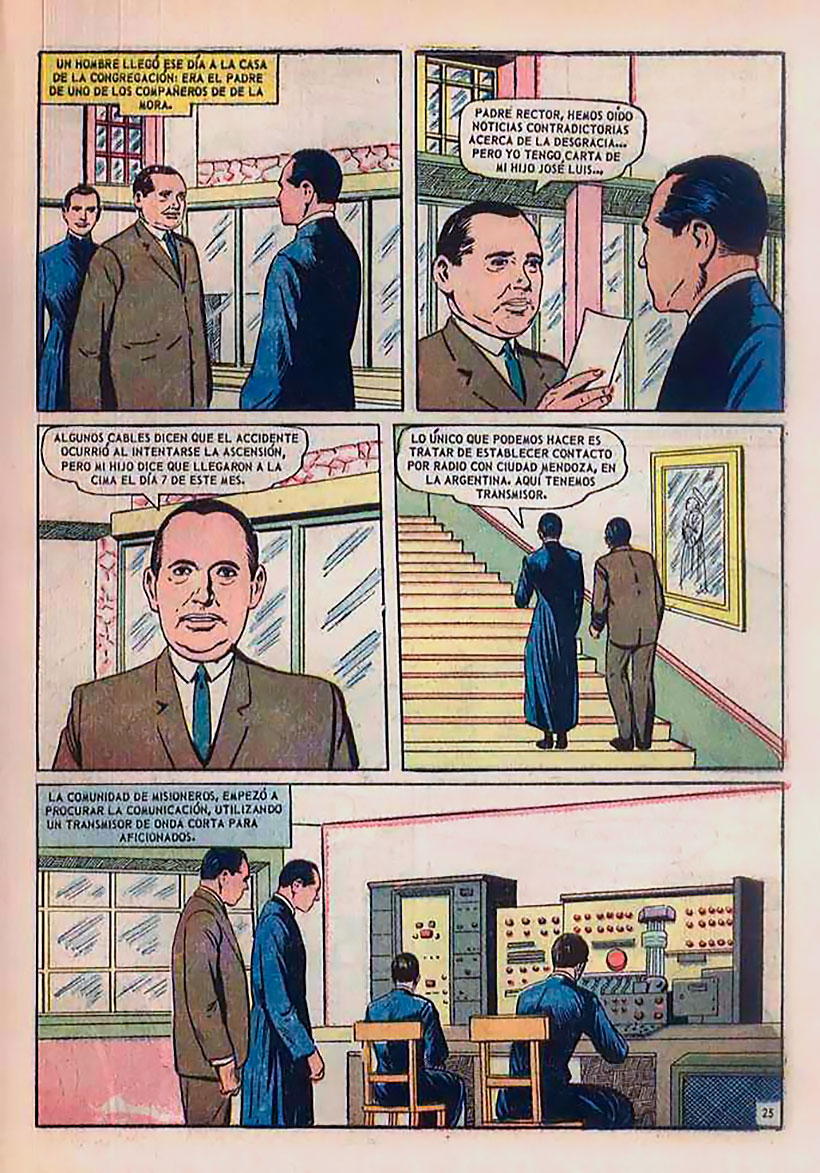 UN HOMBRE LLEGÓ ESE DÍA A LA CASA
DE LA CONGREGACIÓN: ERA EL PADRE
DE UNO DE LOS COMPAÑEROS DE DE LA
MORA.
PADRE RECTOR, HEMOS OÍDO
NOTICIAS CONTRADICTORIAS
ACERCA DE LA DESGRACIA...
PERO YO TENGO CARTA DE
MI HIJO JOSÉ LUIS...
ALGUNOS CABLES DICEN QUE EL ACCIDENTE
OCURRIÓ AL INTENTARSE LA ASCENSIÓN,
PERO MI HIJO DICE QUE LLEGARON A LA
CIMA EL DÍA 7 DE ESTE MES.
LO ÚNICO QUE PODEMOS HACER ES
TRATAR DE ESTABLECER CONTACTO
POR RADIO CON CIUDAD MENDOZA, EN
LA ARGENTINA. AQUÍ TENEMOS
TRANSMISOR.
LA COMUNIDAD DE MISIONEROS, EMPEZÓ A
PROCURAR LA COMUNICACIÓN, UTILIZANDO
UN TRANSMISOR DE ONDA CORTA PARA
AFICIONADOS.
25